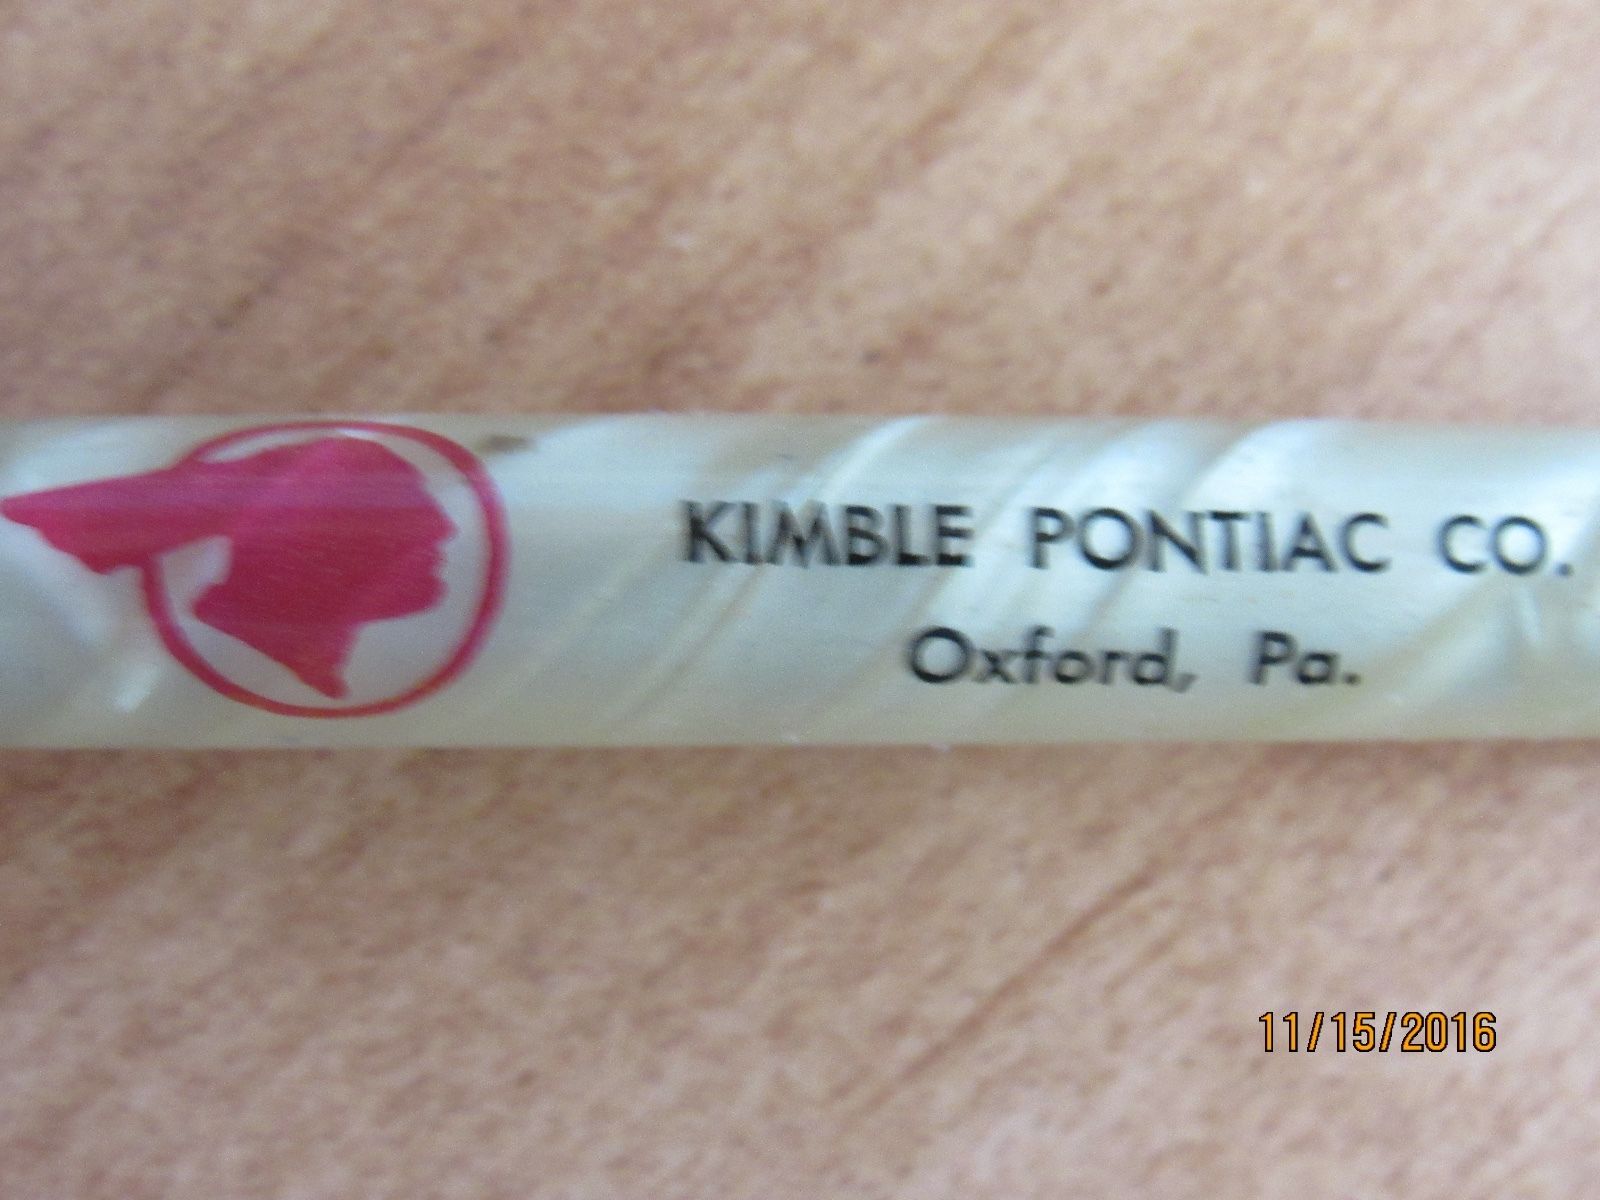 KIMBLE PONTIAC CO.
Oxford, Pa.
11/15/2016